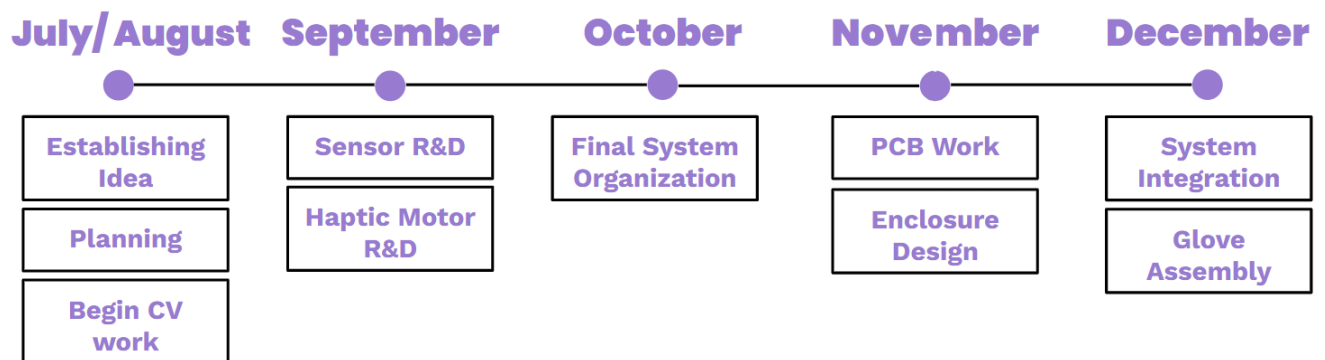 July/August
September
October
November
December
Establishing
Idea
Planning
Begin CV
work
Sensor R&D
Haptic Motor
R&D
Final System
Organization
PCB Work
Enclosure
Design
System
Integration
Glove
Assembly